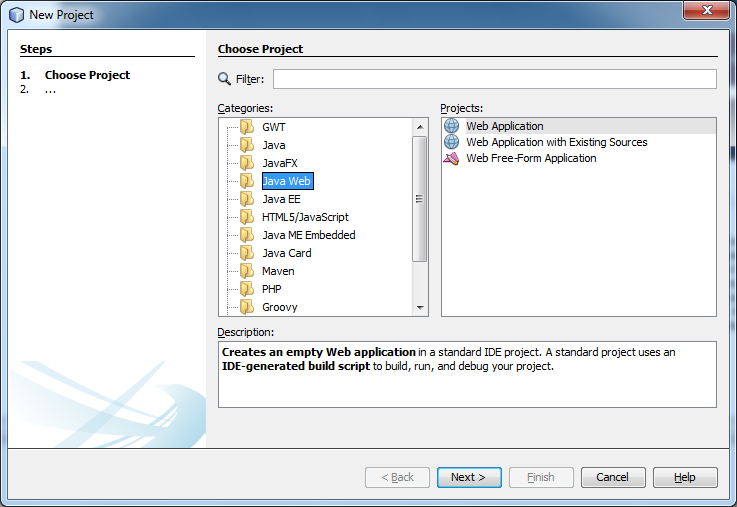 New Project
Steps
1. Choose Project
2. ...
Choose Project
Filter:
Categories:
GWT
Java
JavaFX
Java Web
Java EE
HTML5/JavaScript
Java ME Embedded
Java Card
Maven
PHP
Groovy
Projects:
Web Application
Web Application with Existing Sources
Web Free-Form Application
Description:
Creates an empty Web application in a standard IDE project. A standard project uses an
IDE-generated build script to build, run, and debug your project.
< Back
Next >
Finish
Cancel
Help